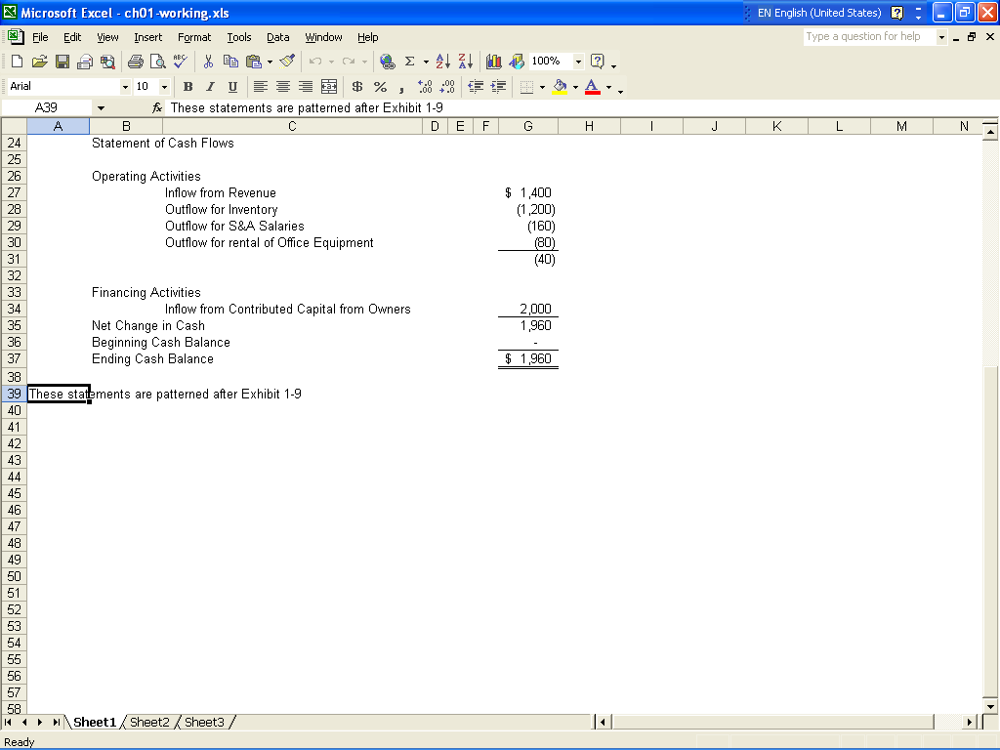 Microsoft Excel - ch01-working.xls
EN English (United States)
File Edit View Insert Format Tools Data Window Help
Type a question for help
100%
Arial 10 B I U $ % ,
A39 fx These statements are patterned after Exhibit 1-9
A B C D E F G H I J K L M N
24 Statement of Cash Flows
25
26 Operating Activities
27 Inflow from Revenue $ 1,400
28 Outflow for Inventory (1,200)
29 Outflow for S&A Salaries (160)
30 Outflow for rental of Office Equipment (80)
31 (40)
32
33 Financing Activities
34 Inflow from Contributed Capital from Owners 2,000
35 Net Change in Cash 1,960
36 Beginning Cash Balance -
37 Ending Cash Balance $ 1,960
38
39 These statements are patterned after Exhibit 1-9
40
41
42
43
44
45
46
47
48
49
50
51
52
53
54
55
56
57
58
Sheet1 Sheet2 Sheet3
Ready